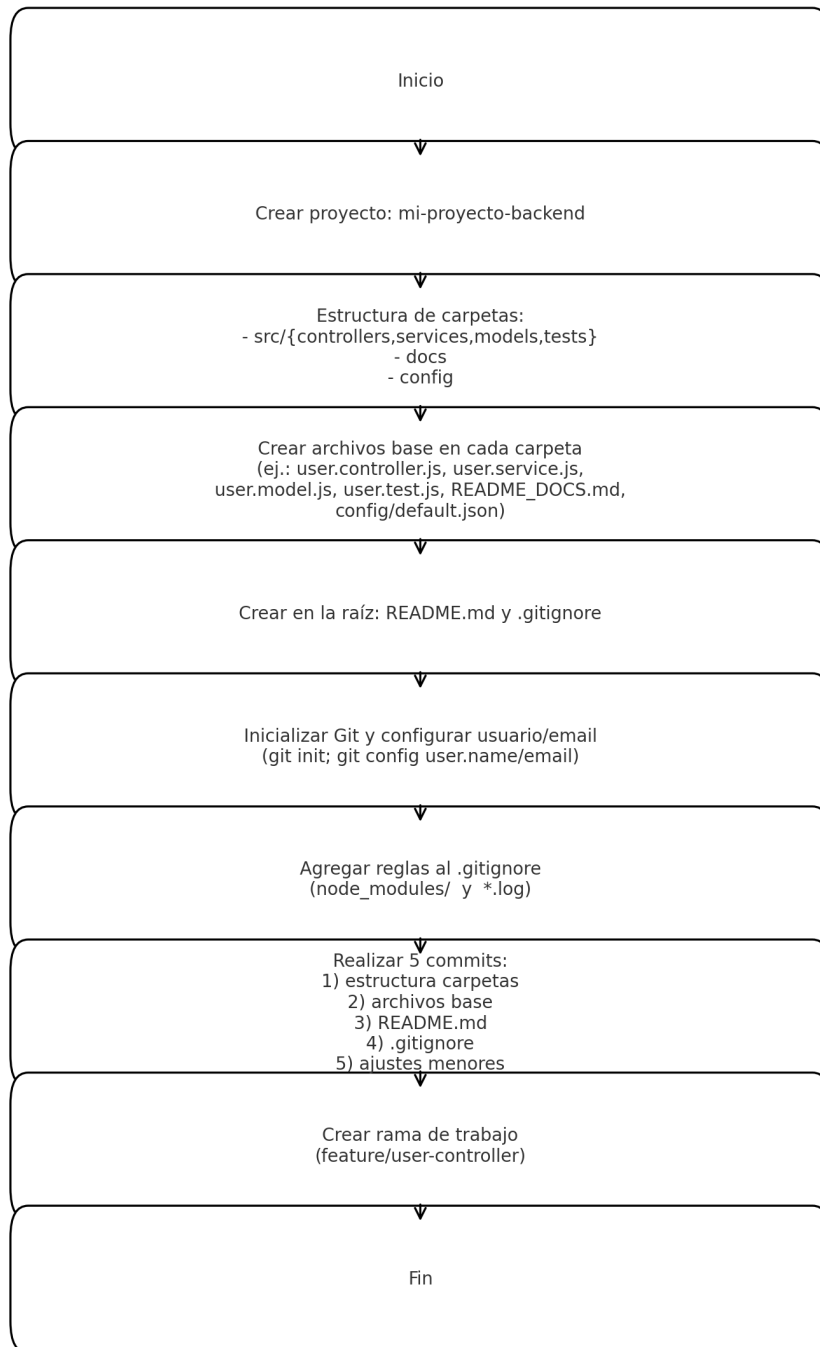 Inicio
Crear proyecto: mi-proyecto-backend
Estructura de carpetas:
- src/{controllers,services,models,tests}
- docs
- config
Crear archivos base en cada carpeta
(ej.: user.controller.js, user.service.js,
user.model.js, user.test.js, README_DOCS.md,
config/default.json)
Crear en la raíz: README.md y .gitignore
Inicializar Git y configurar usuario/email
(git init; git config user.name/email)
Agregar reglas al .gitignore
(node_modules/  y  *.log)
Realizar 5 commits:
1) estructura carpetas
2) archivos base
3) README.md
4) .gitignore
5) ajustes menores
Crear rama de trabajo
(feature/user-controller)
Fin